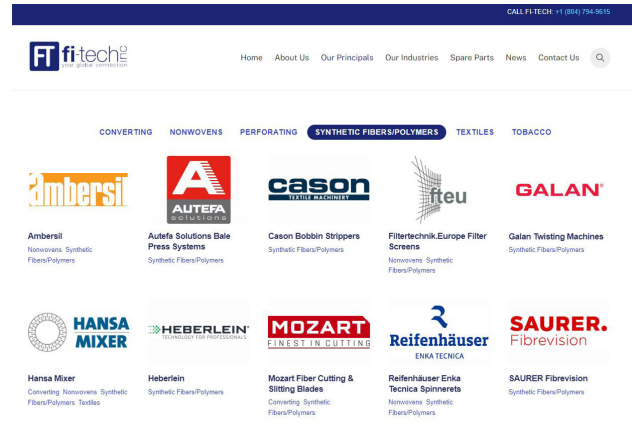 CALL FI-TECH: +1 (804) 794-9615
FT fi-tech inc
your global connection
Home About Us Our Principals Our Industries Spare Parts News Contact Us
CONVERTING NONWOVENS PERFORATING SYNTHETIC FIBERS/POLYMERS TEXTILES TOBACCO
ambersil
AUTEFA
solutions
cason
TEXTILE MACHINERY
fteu
GALAN®
Ambersil
Nonwovens Synthetic
Fibers/Polymers
Autefa Solutions Bale
Press Systems
Synthetic Fibers/Polymers
Cason Bobbin Strippers
Synthetic Fibers/Polymers
Filtertechnik.Europe Filter
Screens
Nonwovens Synthetic
Fibers/Polymers
Galan Twisting Machines
Synthetic Fibers/Polymers
HANSA
MIXER
HEBERLEIN
TECHNOLOGY FOR PROFESSIONALS
MOZART
FINEST IN CUTTING
Reifenhäuser
ENKA TECNICA
SAURER.
Fibrevision
Hansa Mixer
Converting Nonwovens Synthetic
Fibers/Polymers Textiles
Heberlein
Synthetic Fibers/Polymers
Mozart Fiber Cutting &
Slitting Blades
Converting Synthetic
Fibers/Polymers
Reifenhäuser Enka
Tecnica Spinnerets
Nonwovens Synthetic
Fibers/Polymers
SAURER Fibrevision
Synthetic Fibers/Polymers